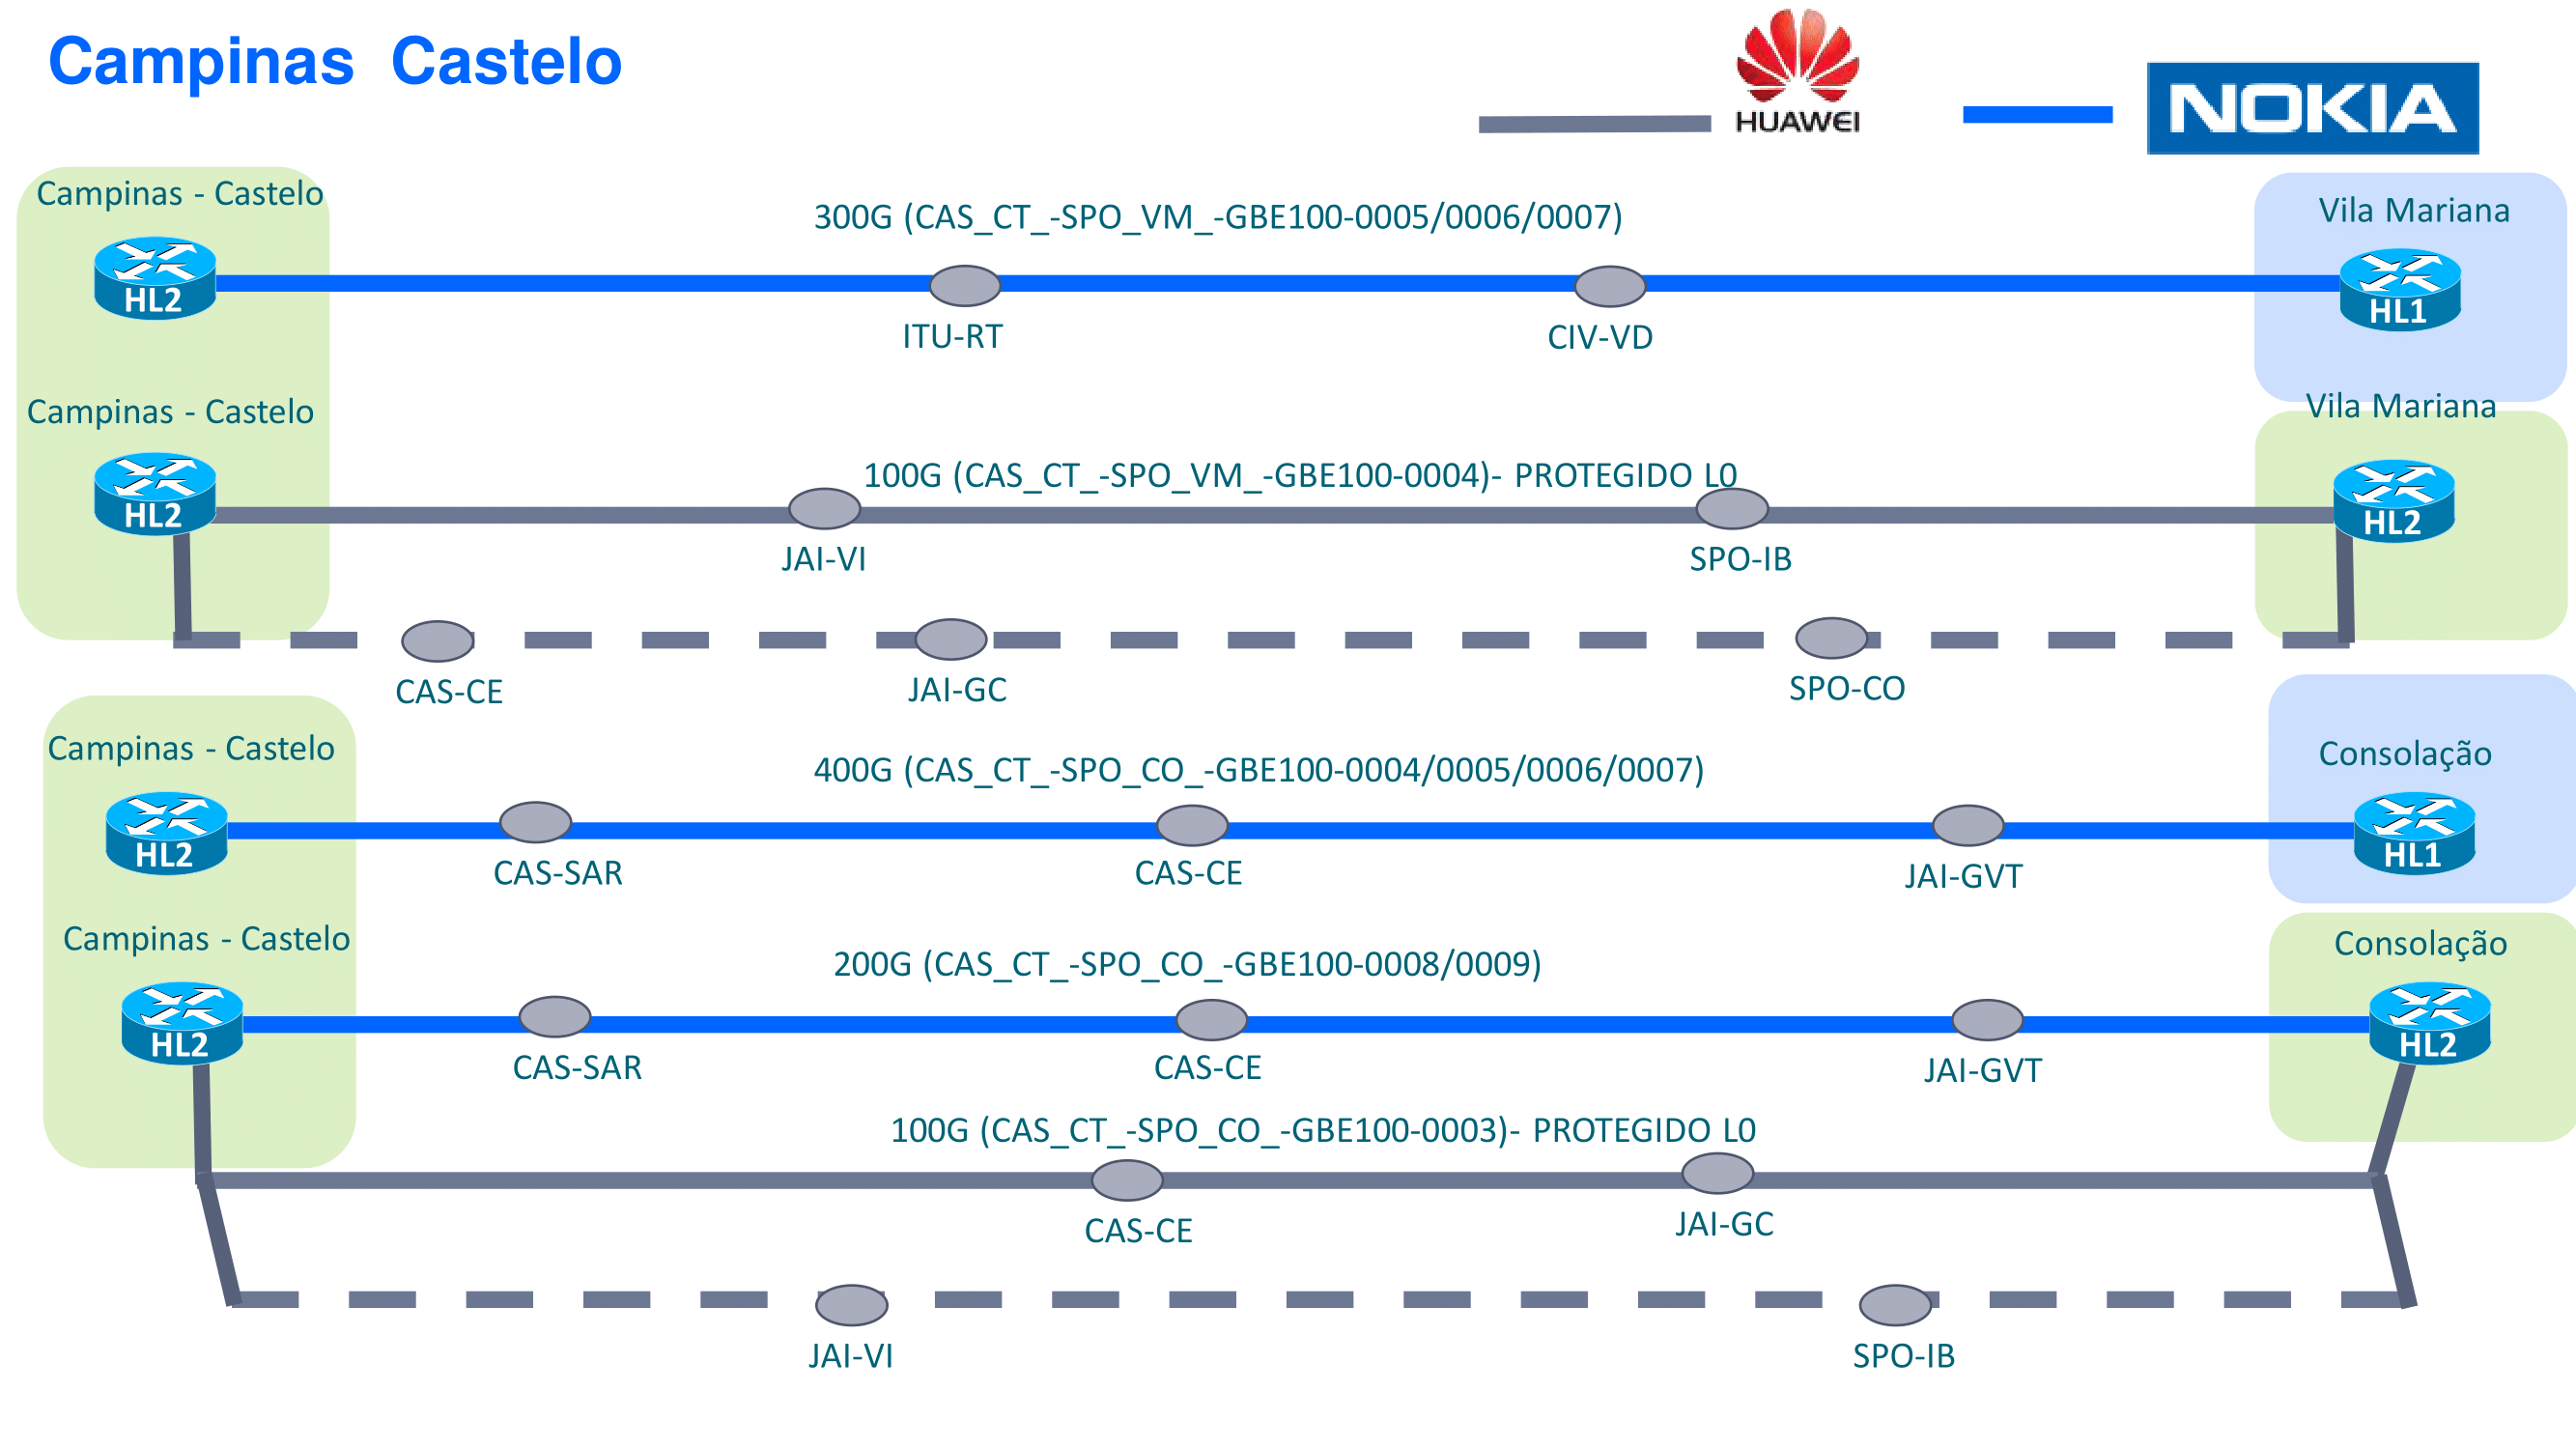 Campinas  Castelo
HUAWEI
NOKIA
Campinas - Castelo
300G (CAS_CT_-SPO_VM_-GBE100-0005/0006/0007)
Vila Mariana
HL2
HL1
ITU-RT
CIV-VD
Campinas - Castelo
Vila Mariana
100G (CAS_CT_-SPO_VM_-GBE100-0004)- PROTEGIDO L0
HL2
HL2
JAI-VI
SPO-IB
CAS-CE
JAI-GC
SPO-CO
Campinas - Castelo
Consolação
400G (CAS_CT_-SPO_CO_-GBE100-0004/0005/0006/0007)
HL2
HL1
CAS-SAR
CAS-CE
JAI-GVT
Campinas - Castelo
Consolação
200G (CAS_CT_-SPO_CO_-GBE100-0008/0009)
HL2
HL2
CAS-SAR
CAS-CE
JAI-GVT
100G (CAS_CT_-SPO_CO_-GBE100-0003)- PROTEGIDO L0
CAS-CE
JAI-GC
JAI-VI
SPO-IB